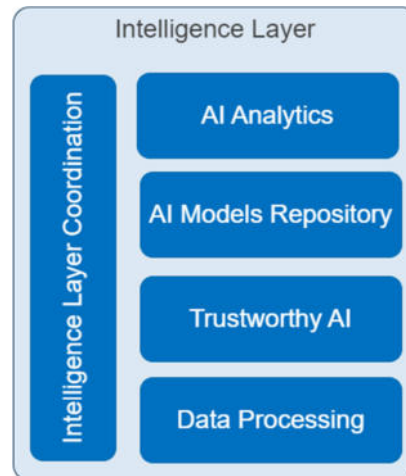 Intelligence Layer
Intelligence Layer Coordination
AI Analytics
AI Models Repository
Trustworthy AI
Data Processing